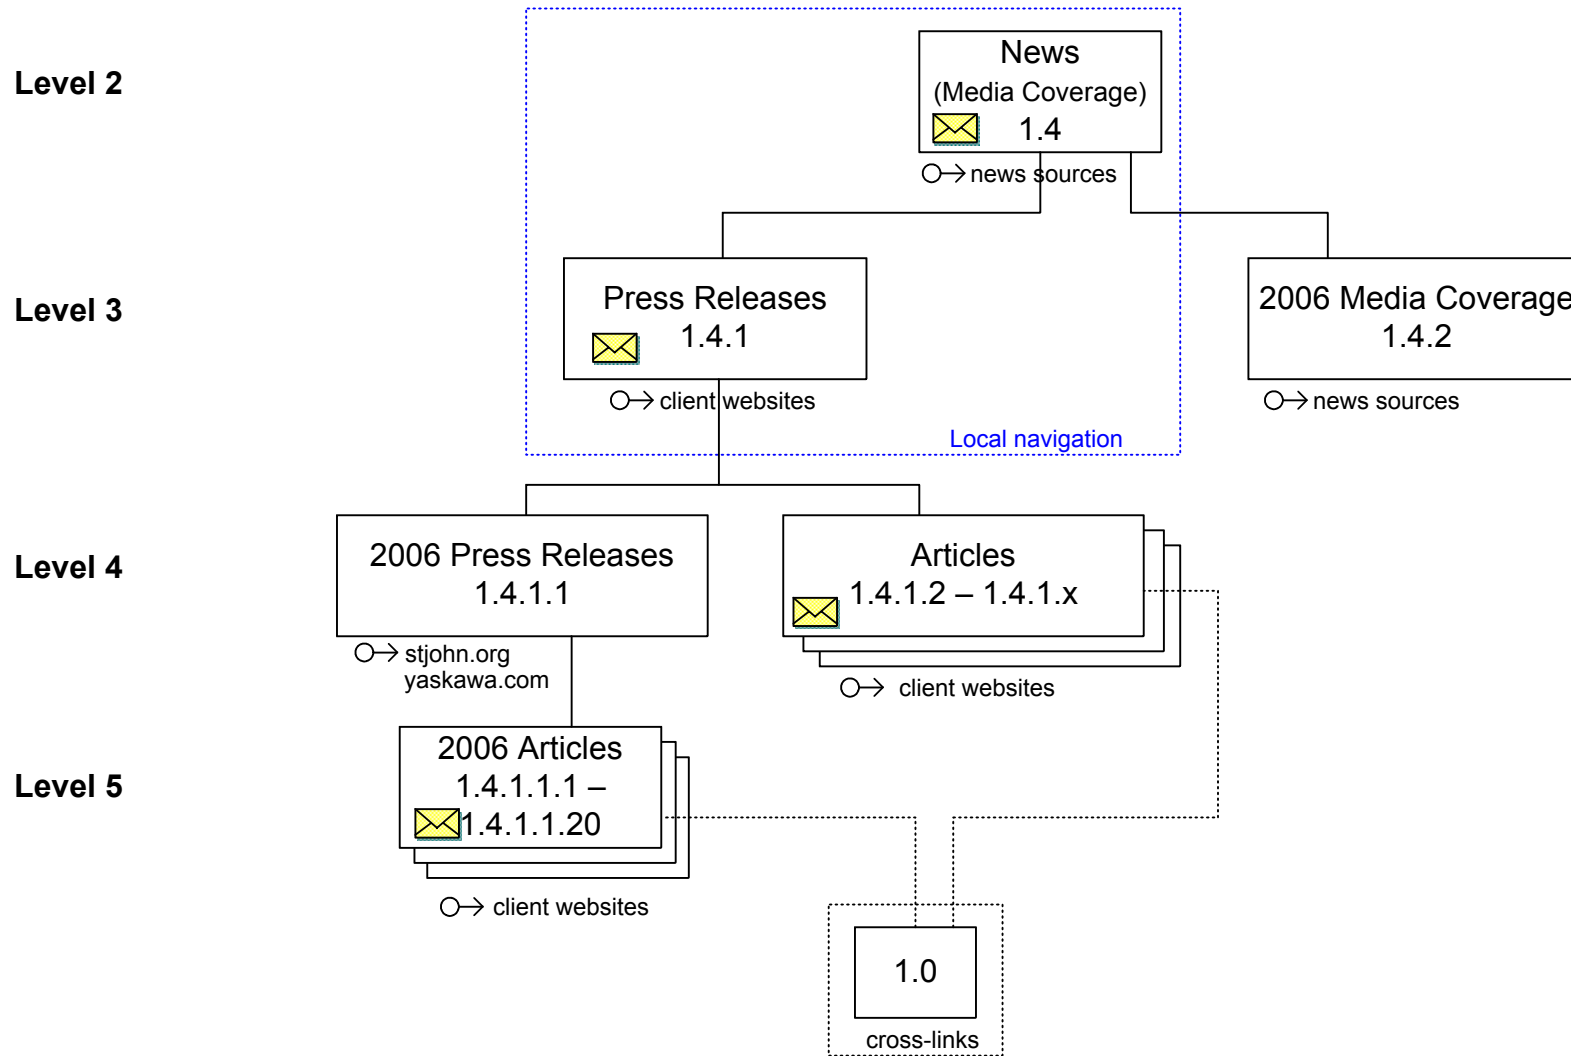 Level 2
News
(Media Coverage)
1.4
news sources
Level 3
Press Releases
1.4.1
client websites
2006 Media Coverage
1.4.2
news sources
Local navigation
Level 4
2006 Press Releases
1.4.1.1
stjohn.org
yaskawa.com
Articles
1.4.1.2 – 1.4.1.x
client websites
Level 5
2006 Articles
1.4.1.1.1 –
1.4.1.1.20
client websites
1.0
cross-links